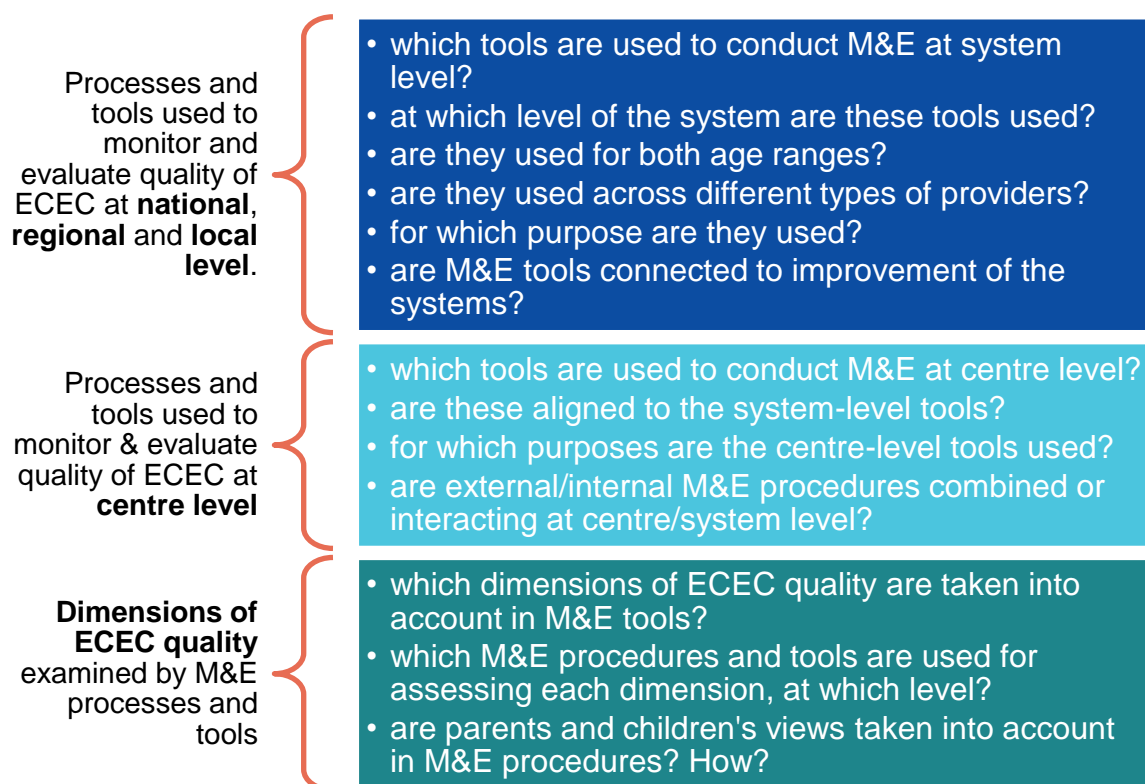 Processes and
tools used to
monitor and
evaluate quality of
ECEC at national,
regional and local
level.
• which tools are used to conduct M&E at system
level?
• at which level of the system are these tools used?
• are they used for both age ranges?
• are they used across different types of providers?
• for which purpose are they used?
• are M&E tools connected to improvement of the
systems?
Processes and
tools used to
monitor & evaluate
quality of ECEC at
centre level
• which tools are used to conduct M&E at centre level?
• are these aligned to the system-level tools?
• for which purposes are the centre-level tools used?
• are external/internal M&E procedures combined or
interacting at centre/system level?
Dimensions of
ECEC quality
examined by M&E
processes and
tools
• which dimensions of ECEC quality are taken into
account in M&E tools?
• which M&E procedures and tools are used for
assessing each dimension, at which level?
• are parents and children's views taken into account
in M&E procedures? How?